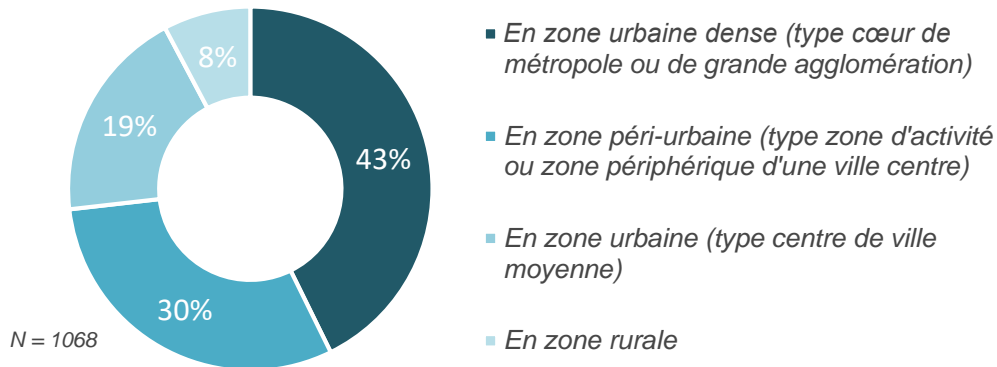 8%
19%
43%
30%
N = 1068
En zone urbaine dense (type cœur de
métropole ou de grande agglomération)
En zone péri-urbaine (type zone d'activité
ou zone périphérique d'une ville centre)
En zone urbaine (type centre de ville
moyenne)
En zone rurale